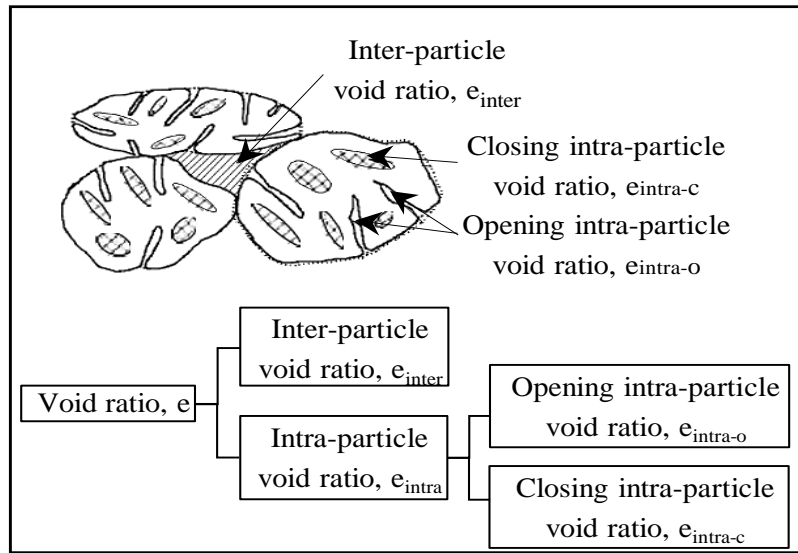 Inter-particle
void ratio, e_inter
Closing intra-particle
void ratio, e_intra-c
Opening intra-particle
void ratio, e_intra-o
Inter-particle
void ratio, e_inter
Void ratio, e
Intra-particle
void ratio, e_intra
Opening intra-particle
void ratio, e_intra-o
Closing intra-particle
void ratio, e_intra-c